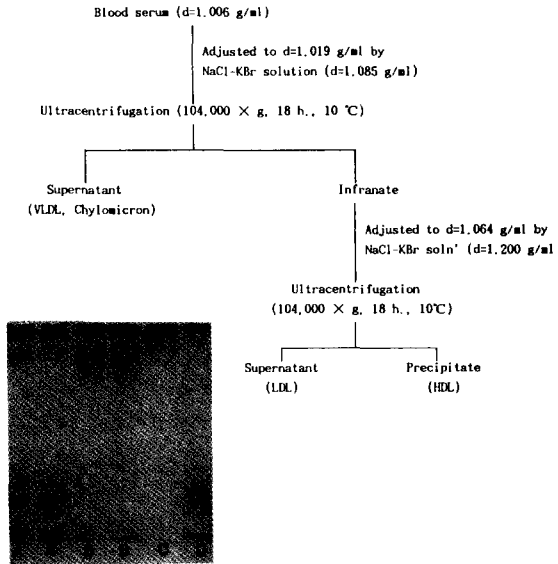 Blood serum (d=1.006 g/ml)
Adjusted to d=1.019 g/ml by
NaCl-KBr solution (d=1.085 g/ml)
Ultracentrifugation (104,000 × g, 18 h., 10 ℃)
Supernatant
(VLDL, Chylomicron)
Infranate
Adjusted to d=1.064 g/ml by
NaCl-KBr soln' (d=1.200 g/ml
Ultracentrifugation
(104,000 × g, 18 h., 10℃)
Supernatant
(LDL)
Precipitate
(HDL)